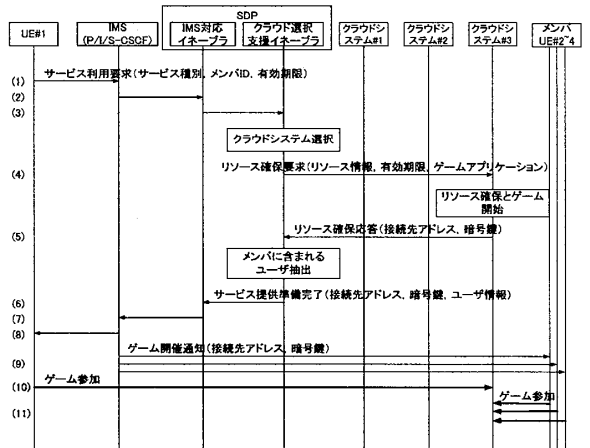 SDP
UE#1
IMS
(P/I/S-CSCF)
IMS対応
イネーブラ
クラウド選択
支援イネーブラ
クラウドシ
ステム#1
クラウドシ
ステム#2
クラウドシ
ステム#3
メンバ
UE#2~4
(1)
サービス利用要求(サービス種別, メンバID, 有効期限)
(2)
(3)
クラウドシステム選択
(4)
リソース確保要求(リソース情報, 有効期限, ゲームアプリケーション)
リソース確保とゲーム
開始
(5)
リソース確保応答(接続先アドレス、暗号鍵)
メンバに含まれる
ユーザ抽出
(6)
サービス提供準備完了(接続先アドレス, 暗号鍵, ユーザ情報)
(7)
(8)
(9)
ゲーム開催通知(接続先アドレス, 暗号鍵)
(10)
ゲーム参加
(11)
ゲーム参加